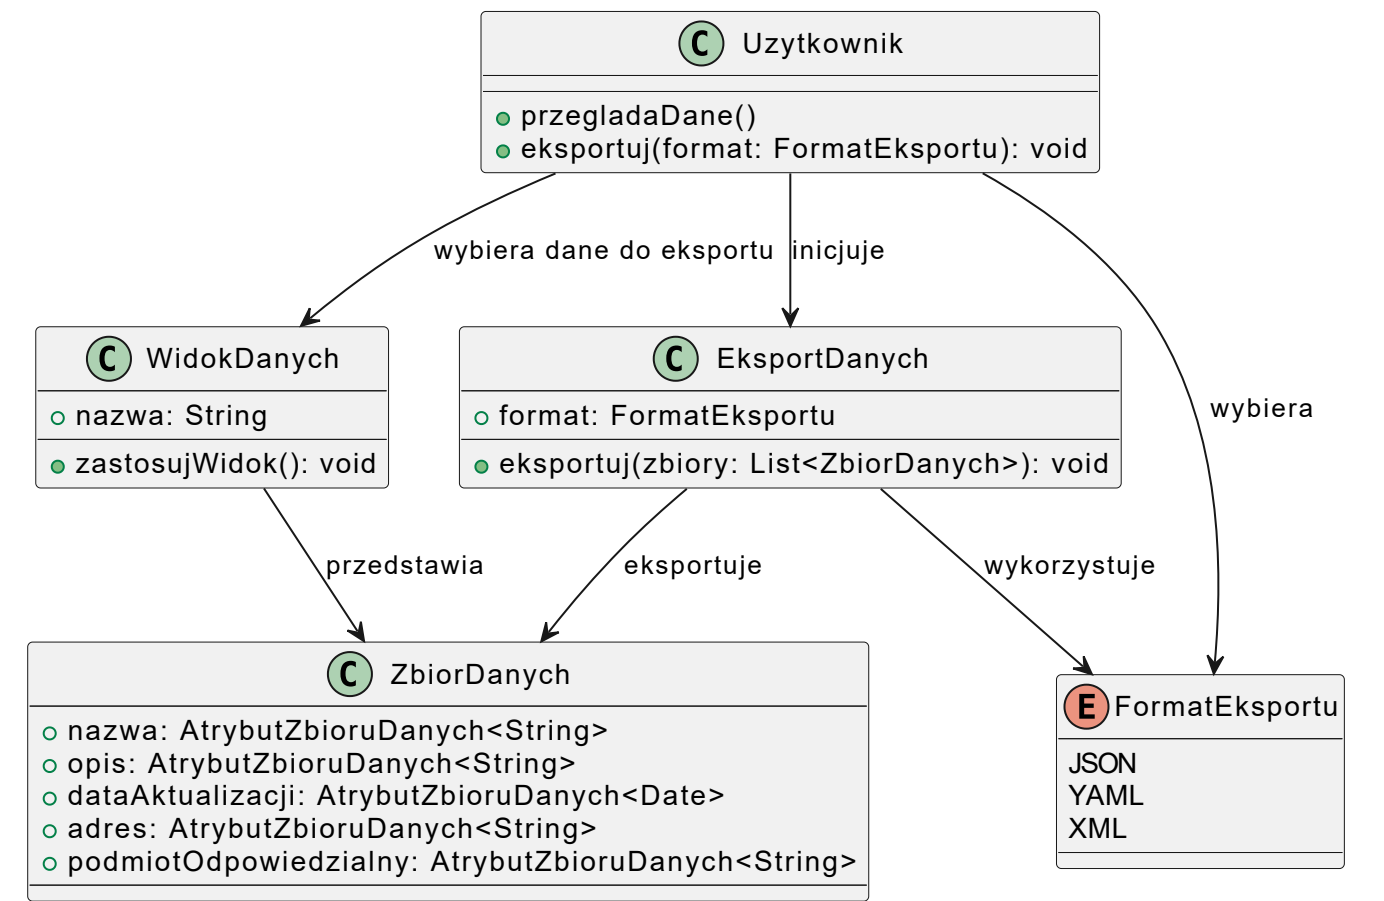 C Uzytkownik
przegladaDane()
eksportuj(format: FormatEksportu): void
wybiera dane do eksportu
inicjuje
C WidokDanych
nazwa: String
zastosujWidok(): void
C EksportDanych
format: FormatEksportu
eksportuj(zbiory: List<ZbiorDanych>): void
wybiera
przedstawia
eksportuje
wykorzystuje
C ZbiorDanych
nazwa: AtrybutZbioruDanych<String>
opis: AtrybutZbioruDanych<String>
dataAktualizacji: AtrybutZbioruDanych<Date>
adres: AtrybutZbioruDanych<String>
podmiotOdpowiedzialny: AtrybutZbioruDanych<String>
E FormatEksportu
JSON
YAML
XML